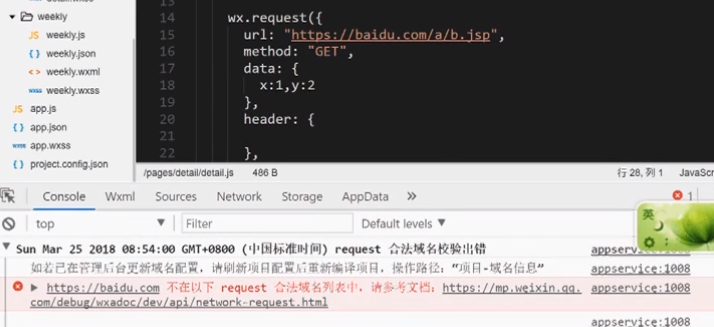 detail.wxss
weekly
JS weekly.js
{ } weekly.json
< > weekly.wxml
wxss weekly.wxss
JS app.js
{ } app.json
wxss app.wxss
{ } project.config.json
14 wx.request({
15 url: "https://baidu.com/a/b.jsp",
16 method: "GET",
17 data: {
18 x:1,y:2
19 },
20 header: {
21
22 },
/pages/detail/detail.js 486 B 行 28, 列 1 JavaSc
Console Wxml Sources Network Storage AppData » 1
top Filter Default levels
英
Sun Mar 25 2018 08:54:00 GMT+0800 (中国标准时间) request 合法域名校验出错 appservice:1008
如若已在管理后台更新域名配置，请刷新项目配置后重新编译项目，操作路径：“项目-域名信息” appservice:1008
https://baidu.com 不在以下 request 合法域名列表中，请参考文档：https://mp.weixin.qq. appservice:1008
com/debug/wxadoc/dev/api/network-request.html
appservice:1008